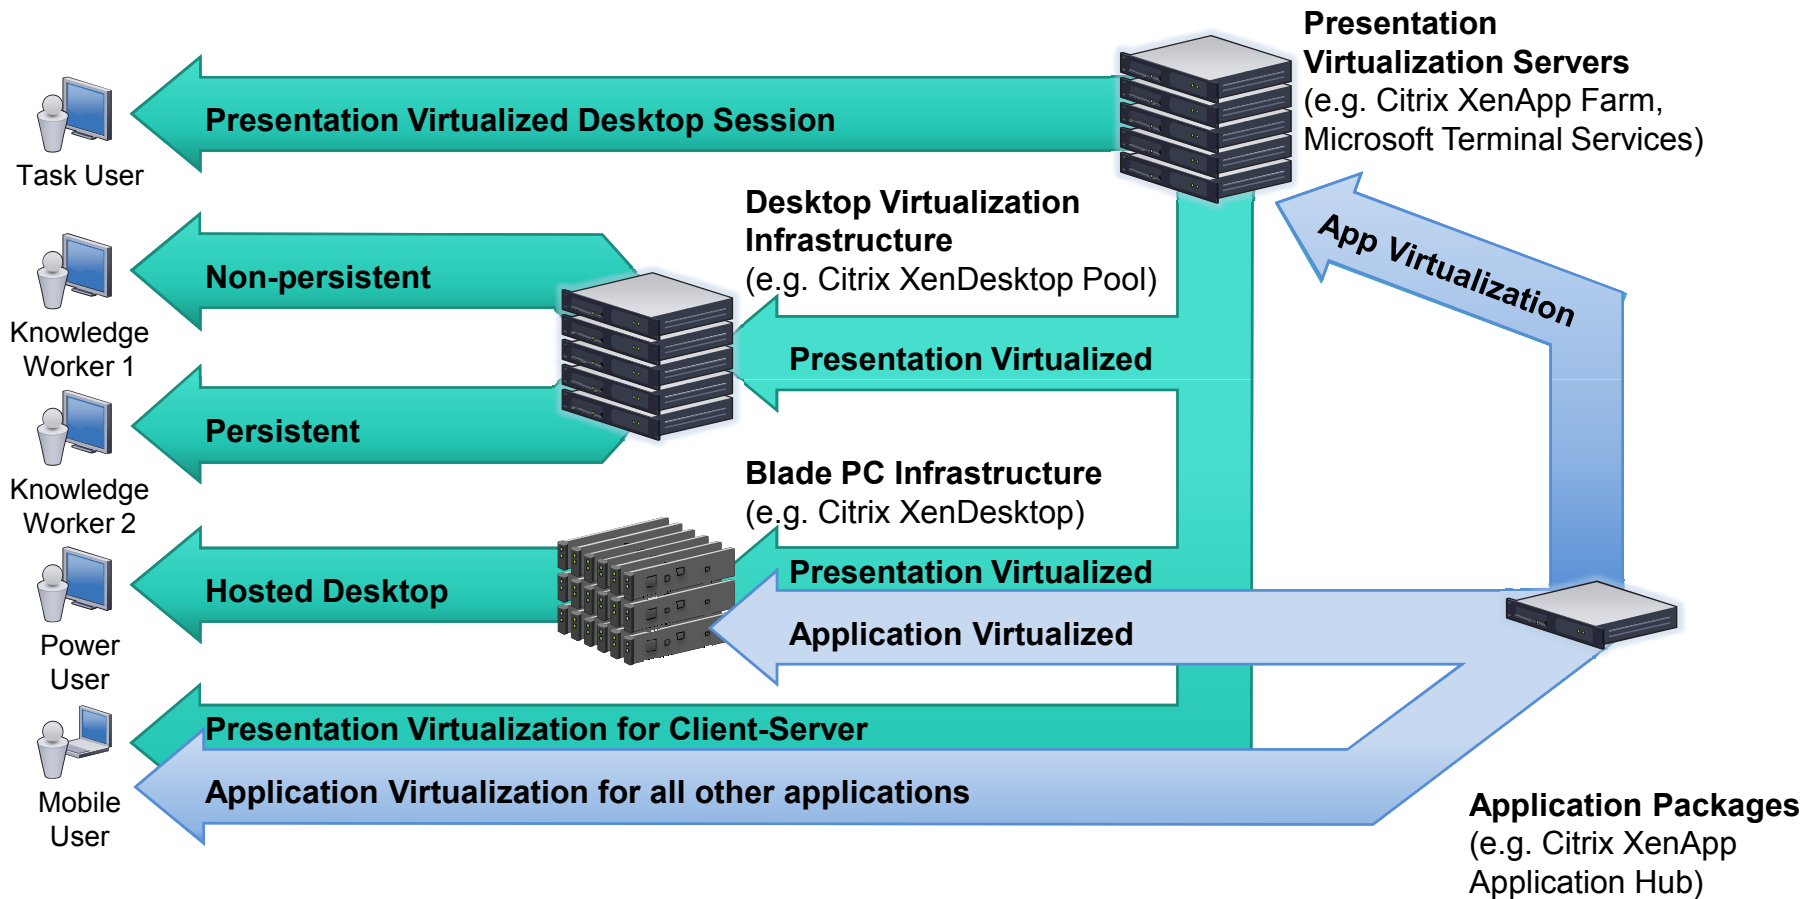 Presentation
Virtualization Servers
(e.g. Citrix XenApp Farm,
Microsoft Terminal Services)
Presentation Virtualized Desktop Session
Task User
Desktop Virtualization
Infrastructure
(e.g. Citrix XenDesktop Pool)
App Virtualization
Non-persistent
Knowledge
Worker 1
Presentation Virtualized
Persistent
Knowledge
Worker 2
Blade PC Infrastructure
(e.g. Citrix XenDesktop)
Presentation Virtualized
Hosted Desktop
Application Virtualized
Power
User
Presentation Virtualization for Client-Server
Application Virtualization for all other applications
Mobile
User
Application Packages
(e.g. Citrix XenApp
Application Hub)